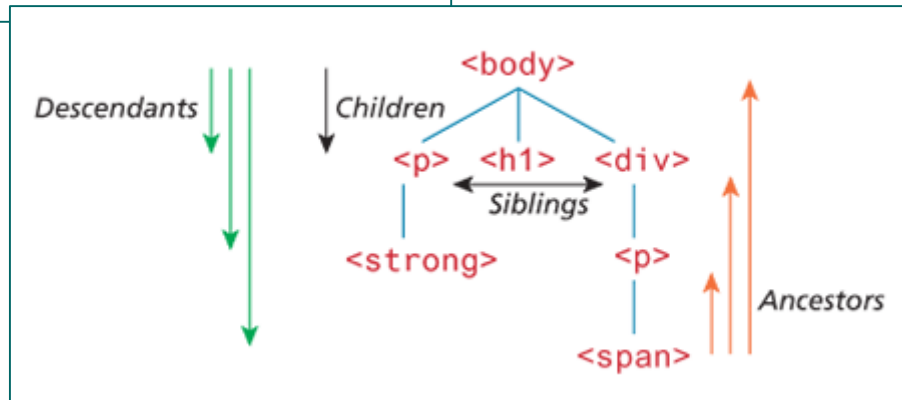 <body>
Descendants
Children
<p> <h1> <div>
Siblings
<strong> <p>
Ancestors
<span>